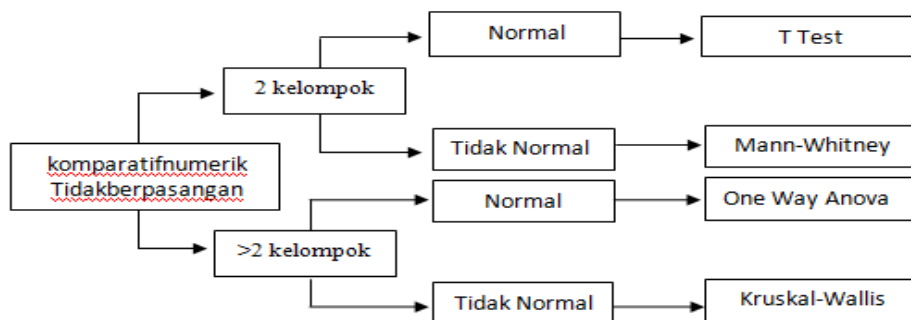 Normal
T Test
2 kelompok
Tidak Normal
Mann-Whitney
komparatifnumerik
Tidakberpasangan
Normal
One Way Anova
>2 kelompok
Tidak Normal
Kruskal-Wallis